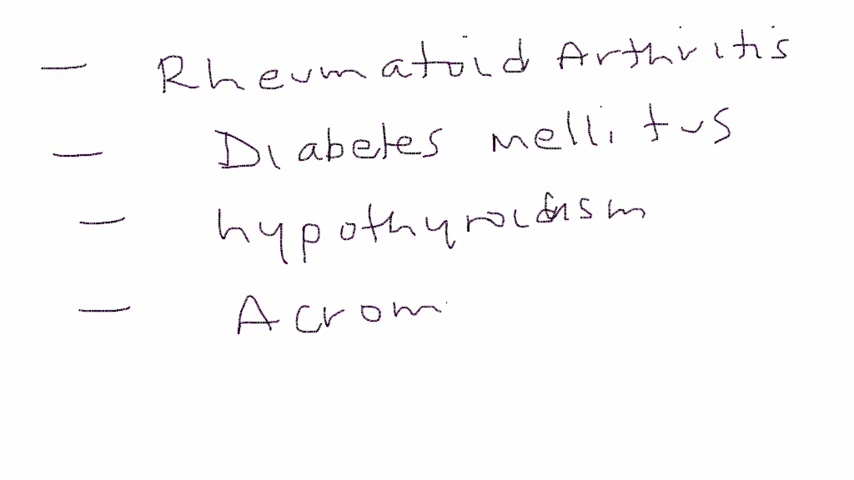 - Rheumatoid Arthritis
- Diabetes mellitus
- hypothyroidism
- Acrom